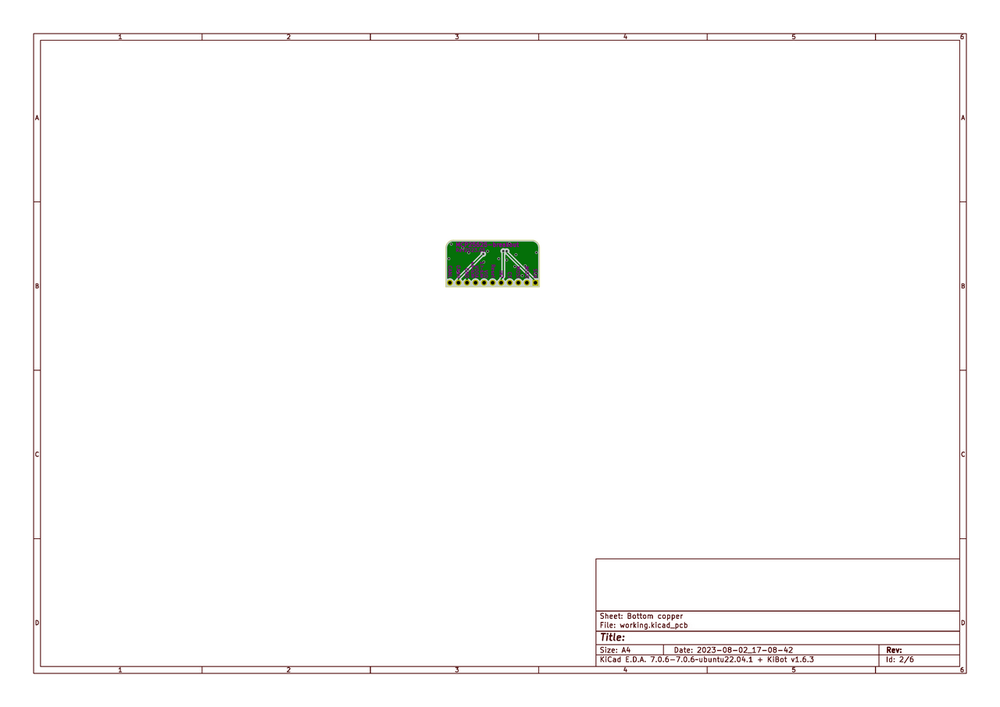 1 2 3 4 5 6
A A
B B
C C
D D
Sheet: Bottom copper
File: working.kicad_pcb
Title:
Size: A4 Date: 2023-08-02_17-08-42 Rev:
KiCad E.D.A. 7.0.6-7.0.6~ubuntu22.04.1 + KiBot v1.6.3 Id: 2/6
1 2 3 4 5 6